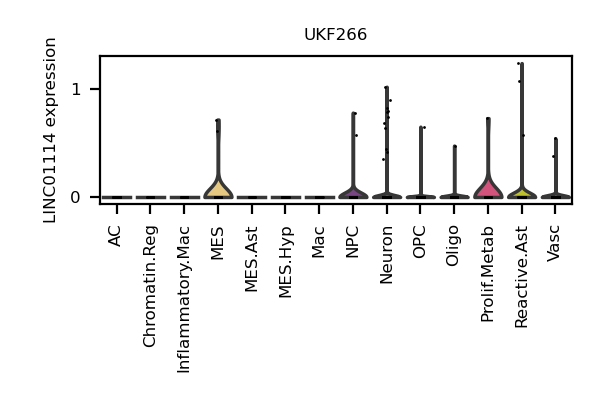 UKF266
LINC01114 expression
1
0
AC
Chromatin.Reg
Inflammatory.Mac
MES
MES.Ast
MES.Hyp
Mac
NPC
Neuron
OPC
Oligo
Prolif.Metab
Reactive.Ast
Vasc